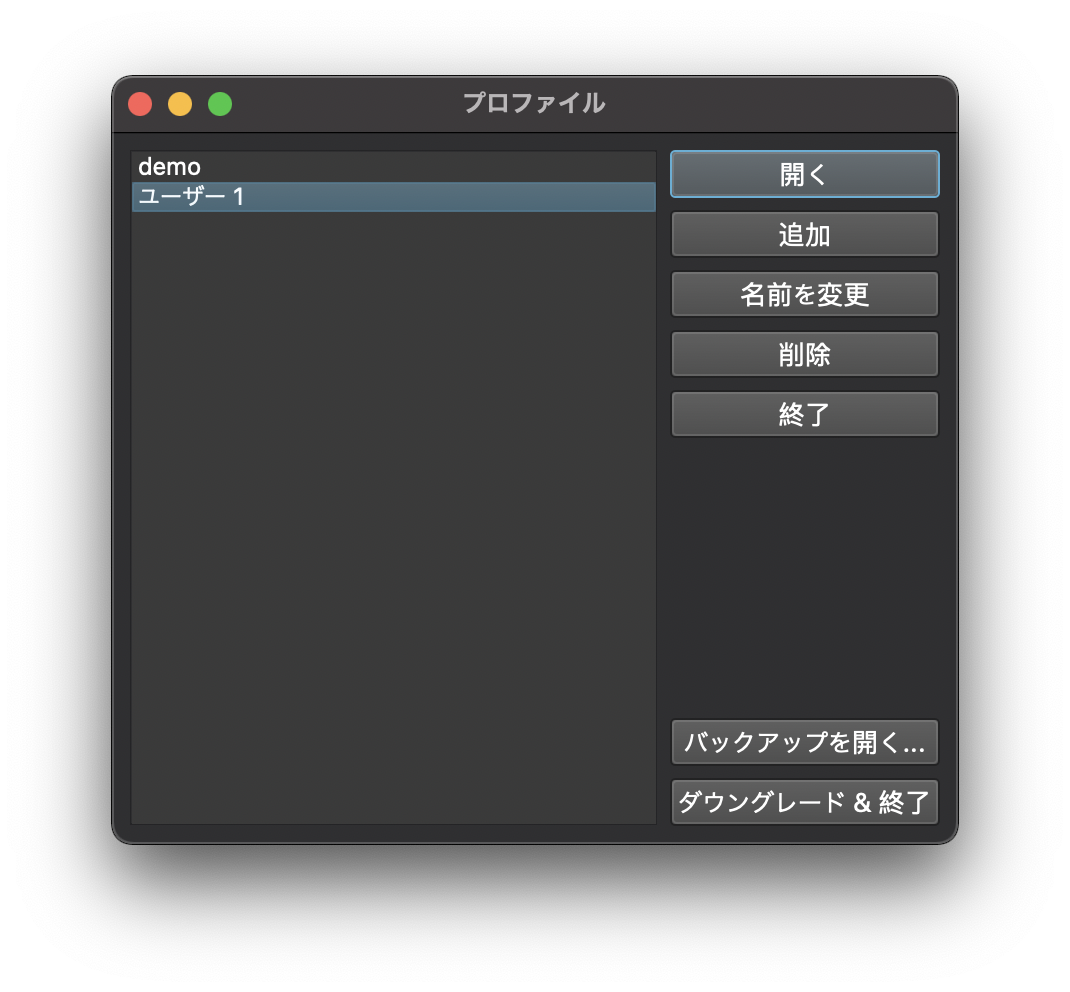 プロファイル
demo
ユーザー 1
開く
追加
名前を変更
削除
終了
バックアップを開く...
ダウングレード & 終了